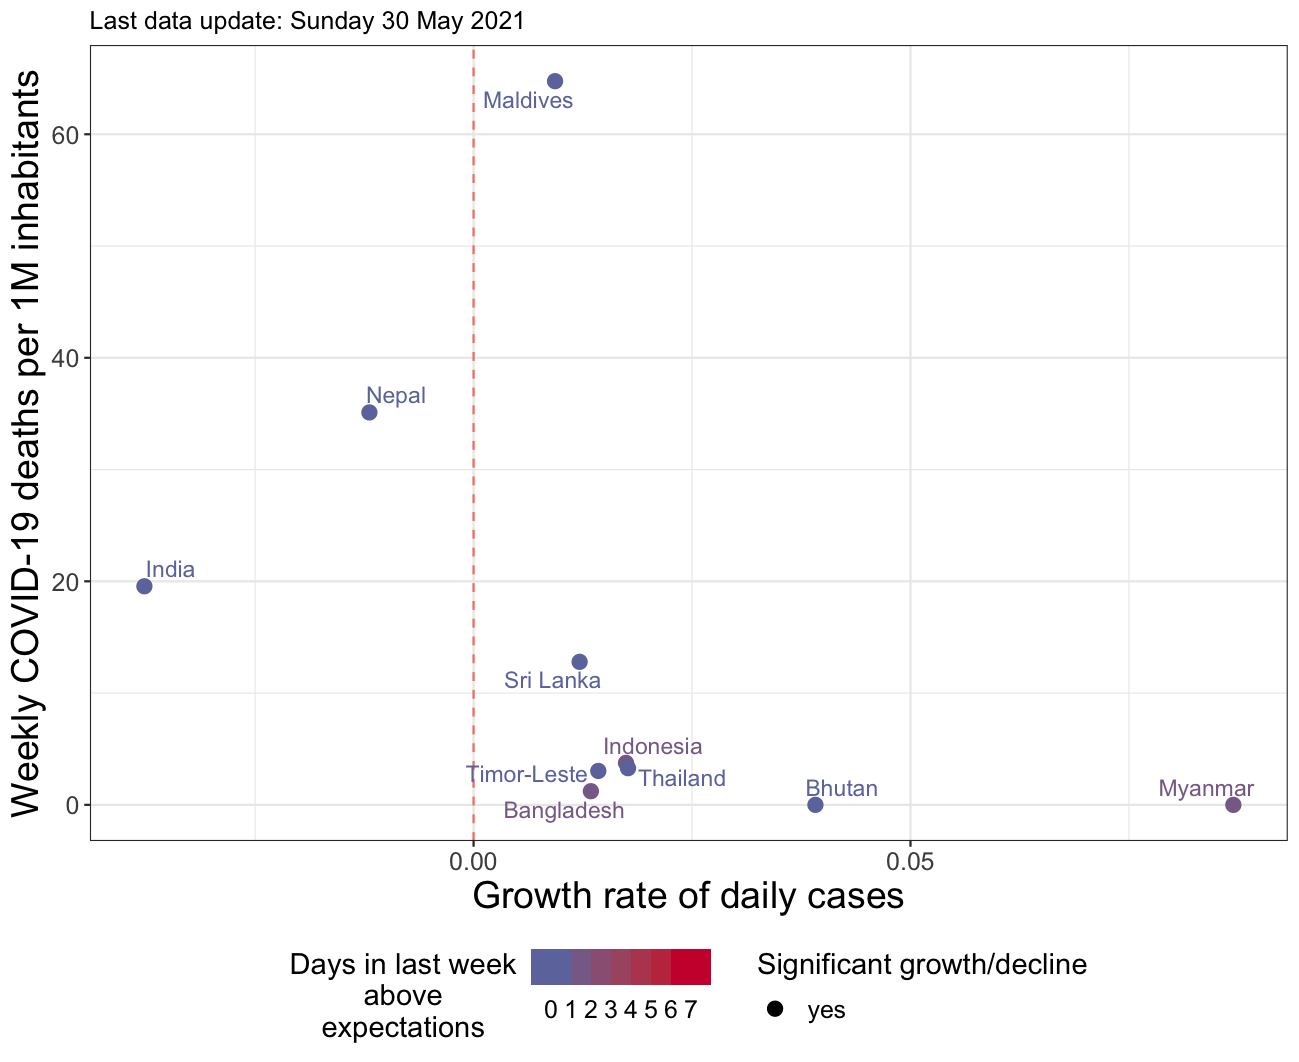 Last data update: Sunday 30 May 2021
Weekly COVID-19 deaths per 1M inhabitants
60
40
20
0
Maldives
Nepal
India
Sri Lanka
Indonesia
Timor-Leste
Thailand
Bangladesh
Bhutan
Myanmar
0.00
0.05
Growth rate of daily cases
Days in last week
above
expectations
0 1 2 3 4 5 6 7
Significant growth/decline
yes